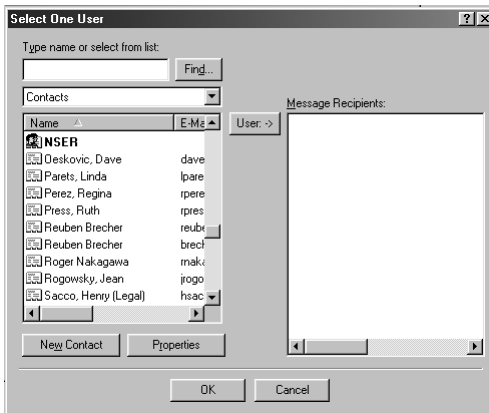 Select One User
Type name or select from list:
Find...
Contacts
Message Recipients:
Name E-Ma
User: ->
NSER
Oeskovic, Dave dave
Parets, Linda lpare
Perez, Regina rpere
Press, Ruth rpres
Reuben Brecher reube
Reuben Brecher brech
Roger Nakagawa rnaka
Rogowsky, Jean jrogo
Sacco, Henry (Legal) hsac
New Contact Properties
OK Cancel